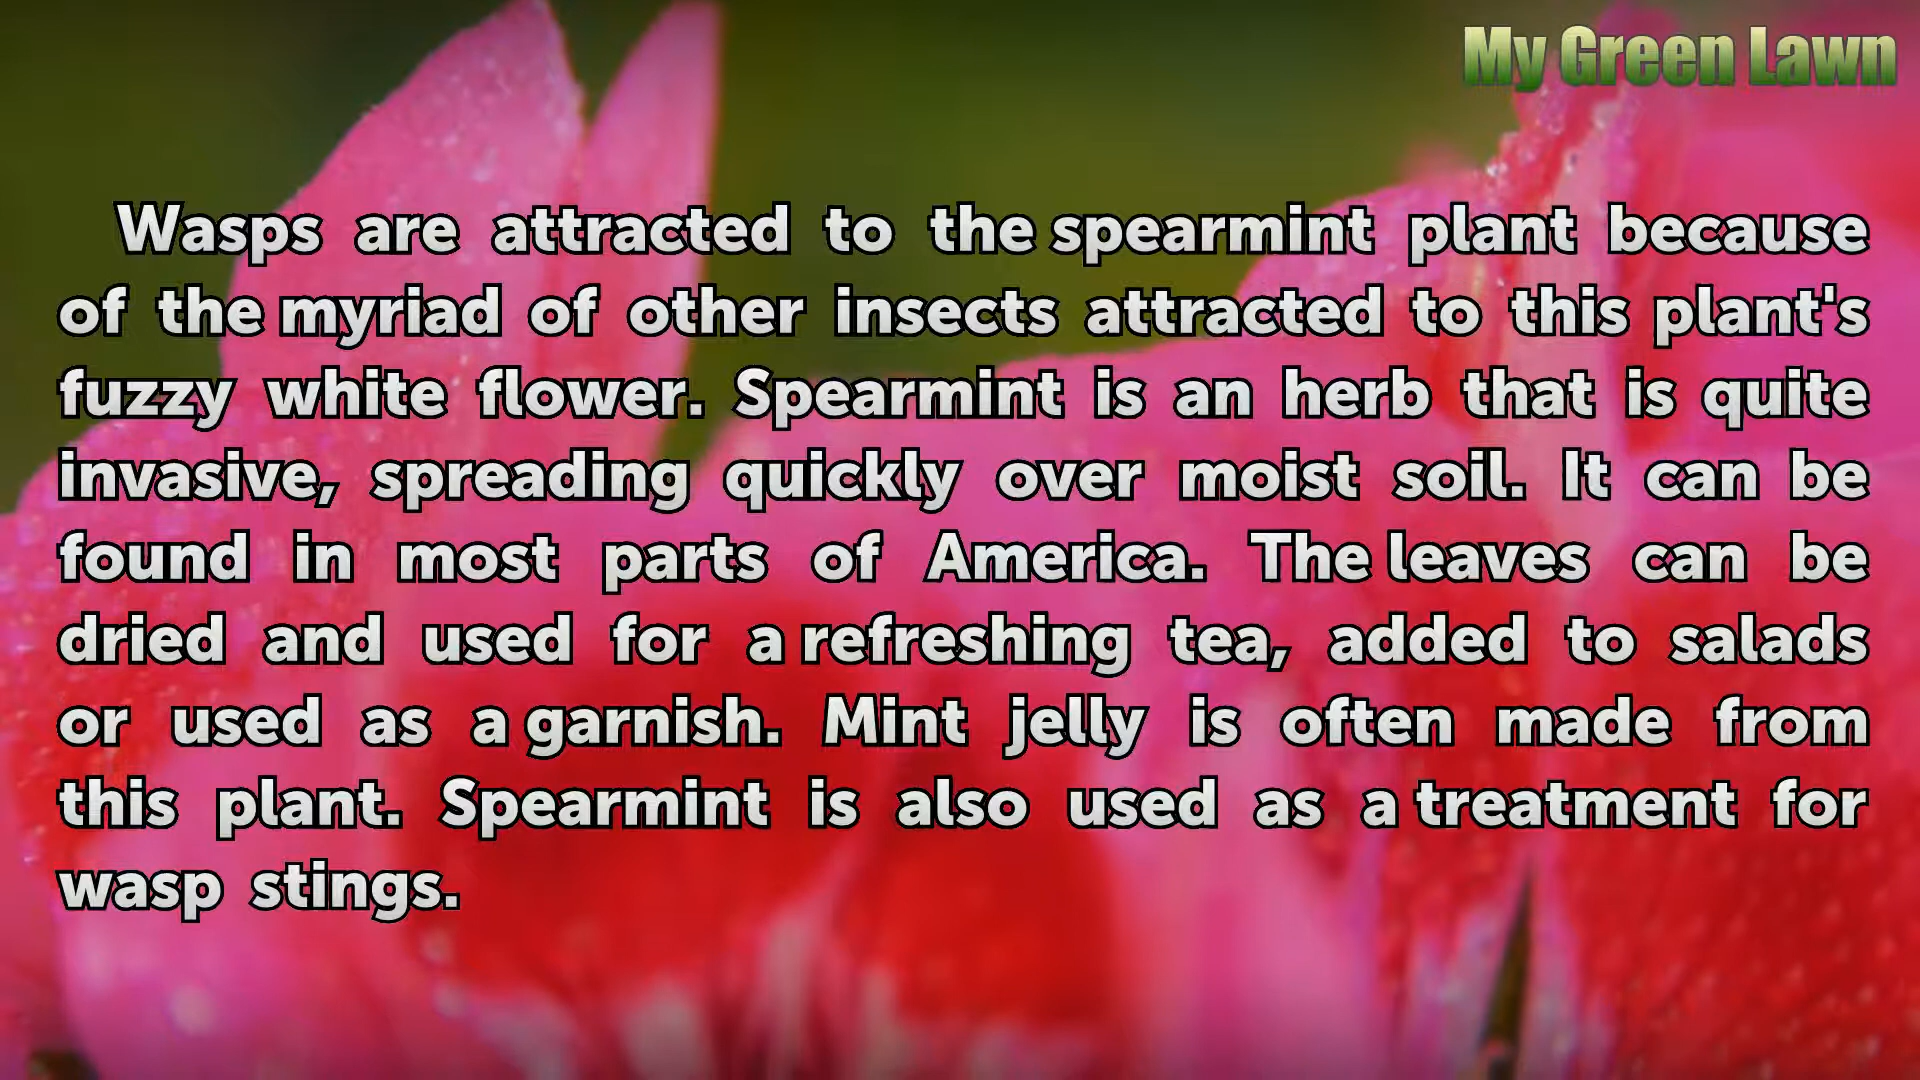 My Green Lawn
Wasps are attracted to the spearmint plant because
of the myriad of other insects attracted to this plant's
fuzzy white flower. Spearmint is an herb that is quite
invasive, spreading quickly over moist soil. It can be
found in most parts of America. The leaves can be
dried and used for a refreshing tea, added to salads
or used as a garnish. Mint jelly is often made from
this plant. Spearmint is also used as a treatment for
wasp stings.